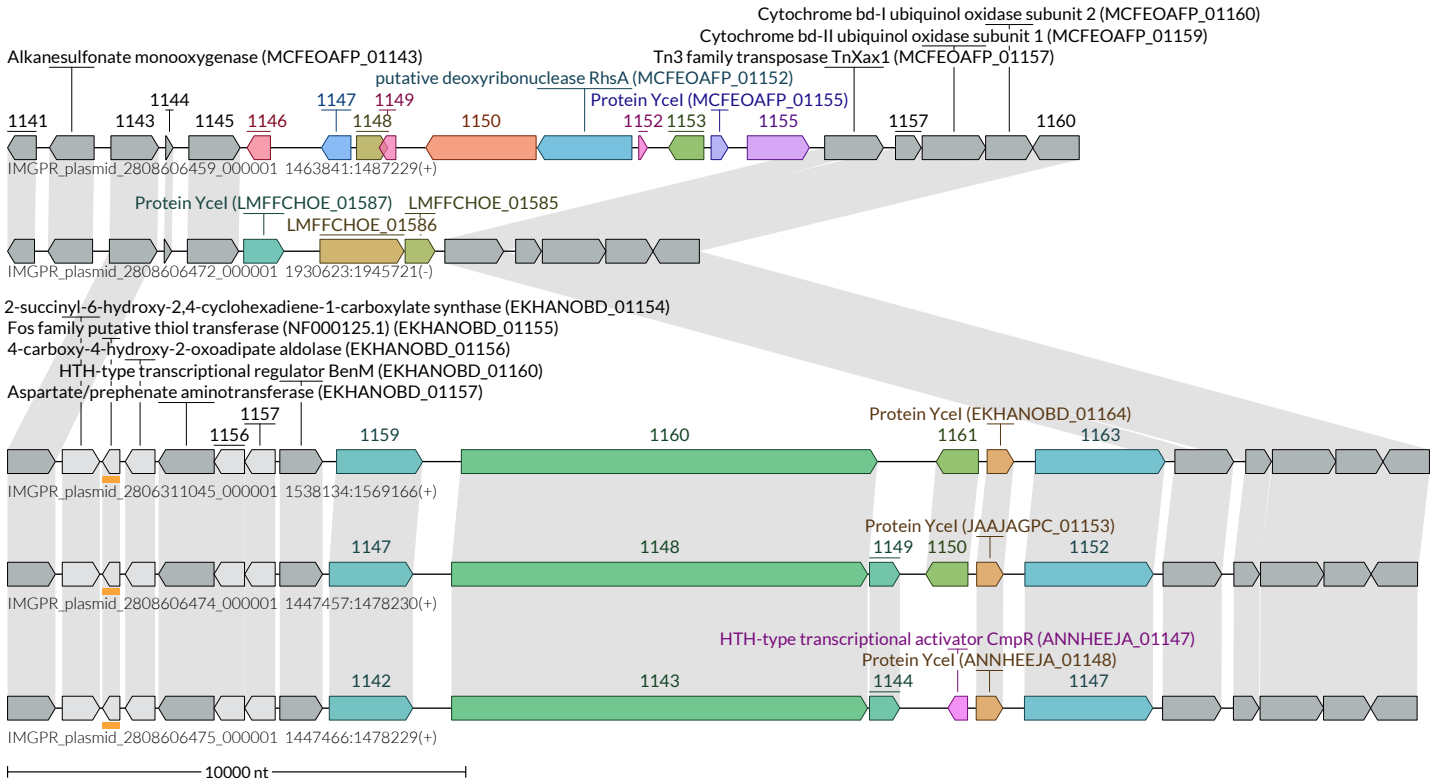 Cytochrome bd-I ubiquinol oxidase subunit 2 (MCFEOAFP_01160)
Cytochrome bd-II ubiquinol oxidase subunit 1 (MCFEOAFP_01159)
Alkanesulfonate monooxygenase (MCFEOAFP_01143) Tn3 family transposase TnXax1 (MCFEOAFP_01157)
putative deoxyribonuclease RhsA (MCFEOAFP_01152)
1144 1147 1149 Protein YceI (MCFEOAFP_01155)
1141 1143 1145 1146 1148 1150 1152 1153 1155 1157 1160
IMGPR_plasmid_2808606459_000001 1463841:1487229(+)
Protein YceI (LMFFCHOE_01587) LMFFCHOE_01585
LMFFCHOE_01586
IMGPR_plasmid_2808606472_000001 1930623:1945721(-)
2-succinyl-6-hydroxy-2,4-cyclohexadiene-1-carboxylate synthase (EKHANOBD_01154)
Fos family putative thiol transferase (NF000125.1) (EKHANOBD_01155)
4-carboxy-4-hydroxy-2-oxoadipate aldolase (EKHANOBD_01156)
HTH-type transcriptional regulator BenM (EKHANOBD_01160)
Aspartate/prephenate aminotransferase (EKHANOBD_01157)
1157 Protein YceI (EKHANOBD_01164)
1156 1159 1160 1161 1163
IMGPR_plasmid_2806311045_000001 1538134:1569166(+)
Protein YceI (JAAJAGPC_01153)
1147 1148 1149 1150 1152
IMGPR_plasmid_2808606474_000001 1447457:1478230(+)
HTH-type transcriptional activator CmpR (ANNHEEJA_01147)
Protein YceI (ANNHEEJA_01148)
1142 1143 1144 1147
IMGPR_plasmid_2808606475_000001 1447466:1478229(+)
10000 nt